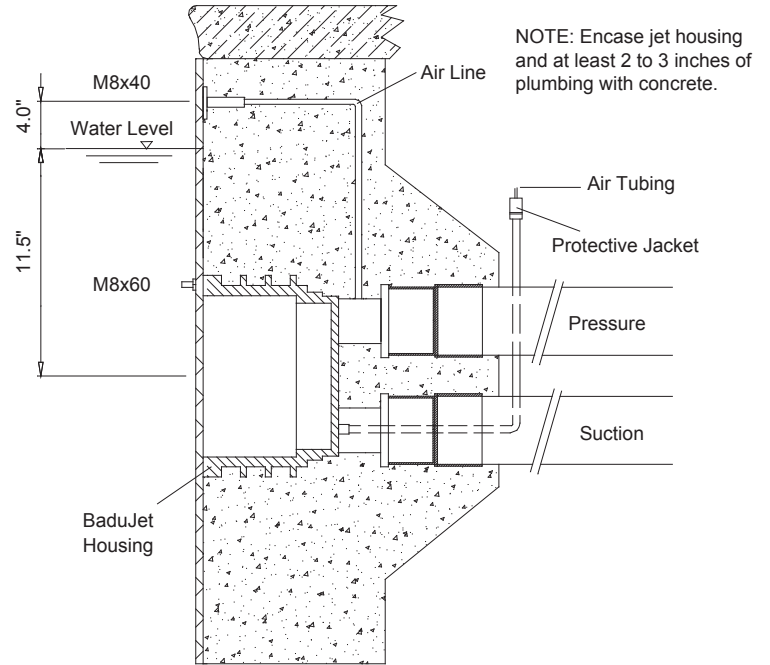 NOTE: Encase jet housing
and at least 2 to 3 inches of
plumbing with concrete.
Air Line
M8x40
4.0"
Water Level
Air Tubing
Protective Jacket
11.5"
M8x60
Pressure
Suction
BaduJet
Housing